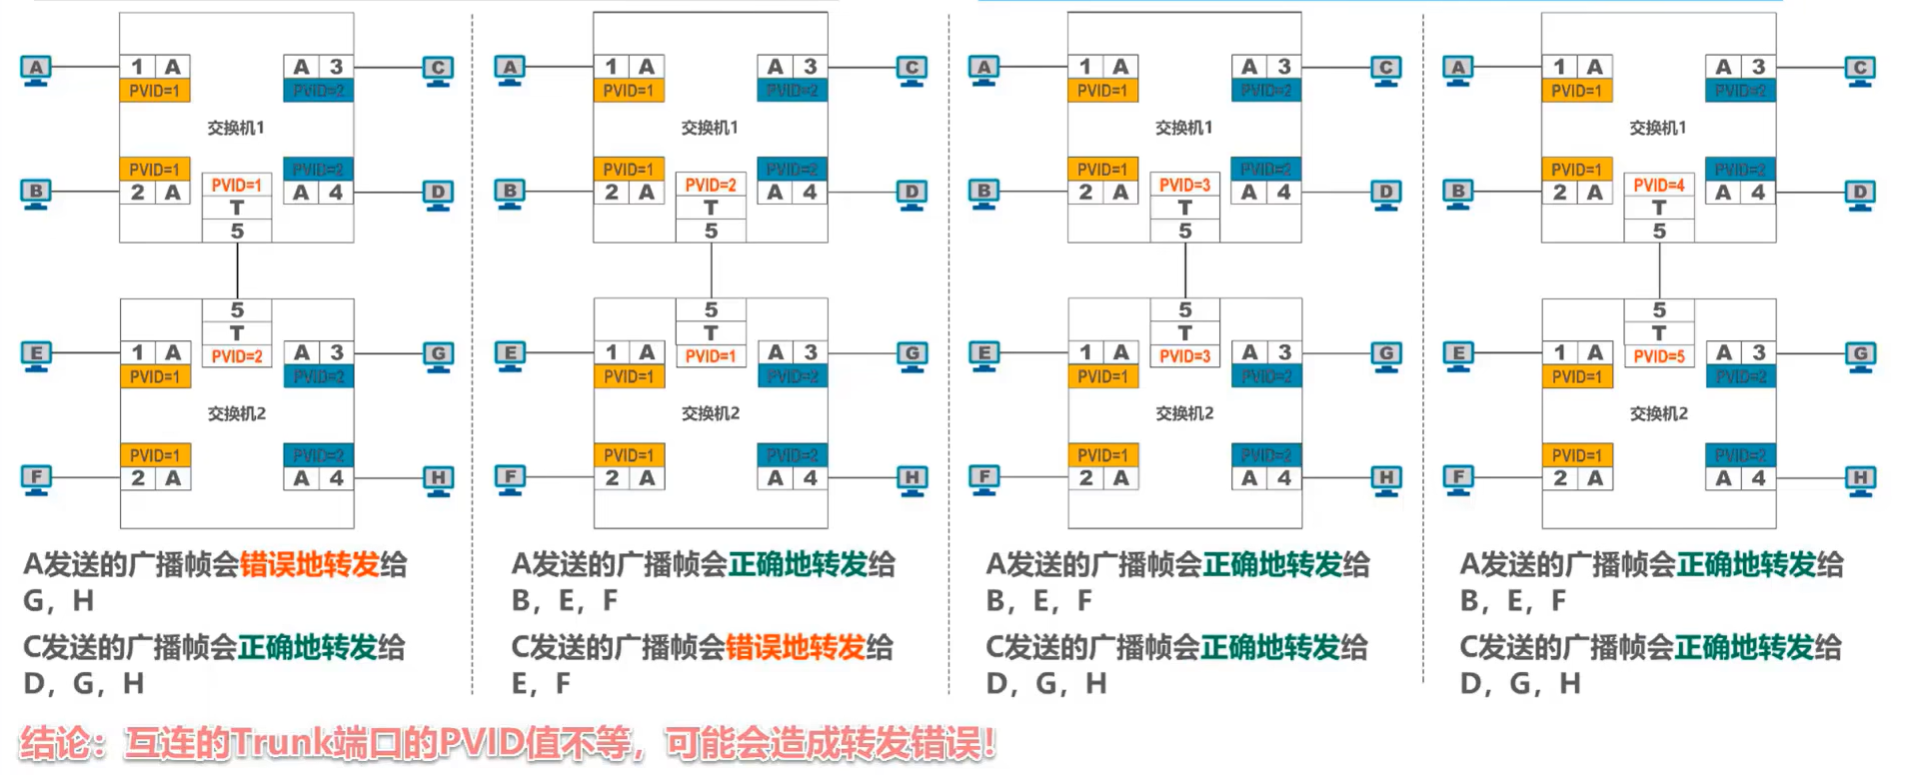 A 1 A A 3 C
PVID=1 PVID=2
交换机1
PVID=1 PVID=1 PVID=2
B 2 A T A 4 D
5
5
E 1 A T A 3 G
PVID=1 PVID=2 PVID=2
交换机2
PVID=1 PVID=2
F 2 A A 4 H
A发送的广播帧会错误地转发给
G，H
C发送的广播帧会正确地转发给
D，G，H
A 1 A A 3 C
PVID=1 PVID=2
交换机1
PVID=1 PVID=2 PVID=2
B 2 A T A 4 D
5
5
E 1 A T A 3 G
PVID=1 PVID=1 PVID=2
交换机2
PVID=1 PVID=2
F 2 A A 4 H
A发送的广播帧会正确地转发给
B，E，F
C发送的广播帧会错误地转发给
E，F
A 1 A A 3 C
PVID=1 PVID=2
交换机1
PVID=1 PVID=3 PVID=2
B 2 A T A 4 D
5
5
E 1 A T A 3 G
PVID=1 PVID=3 PVID=2
交换机2
PVID=1 PVID=2
F 2 A A 4 H
A发送的广播帧会正确地转发给
B，E，F
C发送的广播帧会正确地转发给
D，G，H
A 1 A A 3 C
PVID=1 PVID=2
交换机1
PVID=1 PVID=4 PVID=2
B 2 A T A 4 D
5
5
E 1 A T A 3 G
PVID=1 PVID=5 PVID=2
交换机2
PVID=1 PVID=2
F 2 A A 4 H
A发送的广播帧会正确地转发给
B，E，F
C发送的广播帧会正确地转发给
D，G，H
结论：互连的Trunk端口的PVID值不等，可能会造成转发错误！